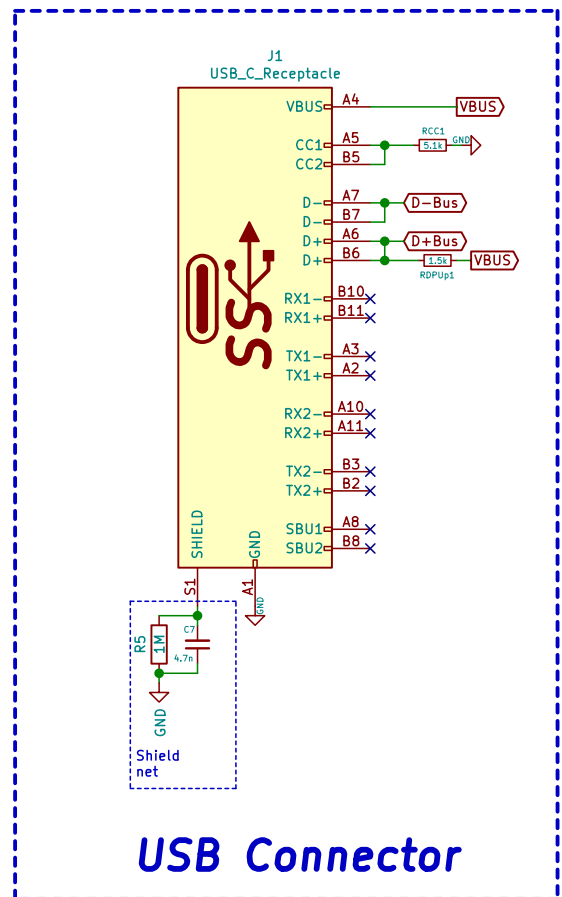 J1
USB_C_Receptacle
VBUS A4 VBUS
RCC1
CC1 A5 5.1k GND
CC2 B5
D- A7 D-Bus
D- B7
D+ A6 D+Bus
D+ B6 1.5k VBUS
RDPUp1
RX1- B10
RX1+ B11
SS
TX1- A3
TX1+ A2
RX2- A10
RX2+ A11
TX2- B3
TX2+ B2
SBU1 A8
SBU2 B8
SHIELD GND
S1 A1
GND
R5 1M C7
4.7n
GND
Shield
net
USB Connector